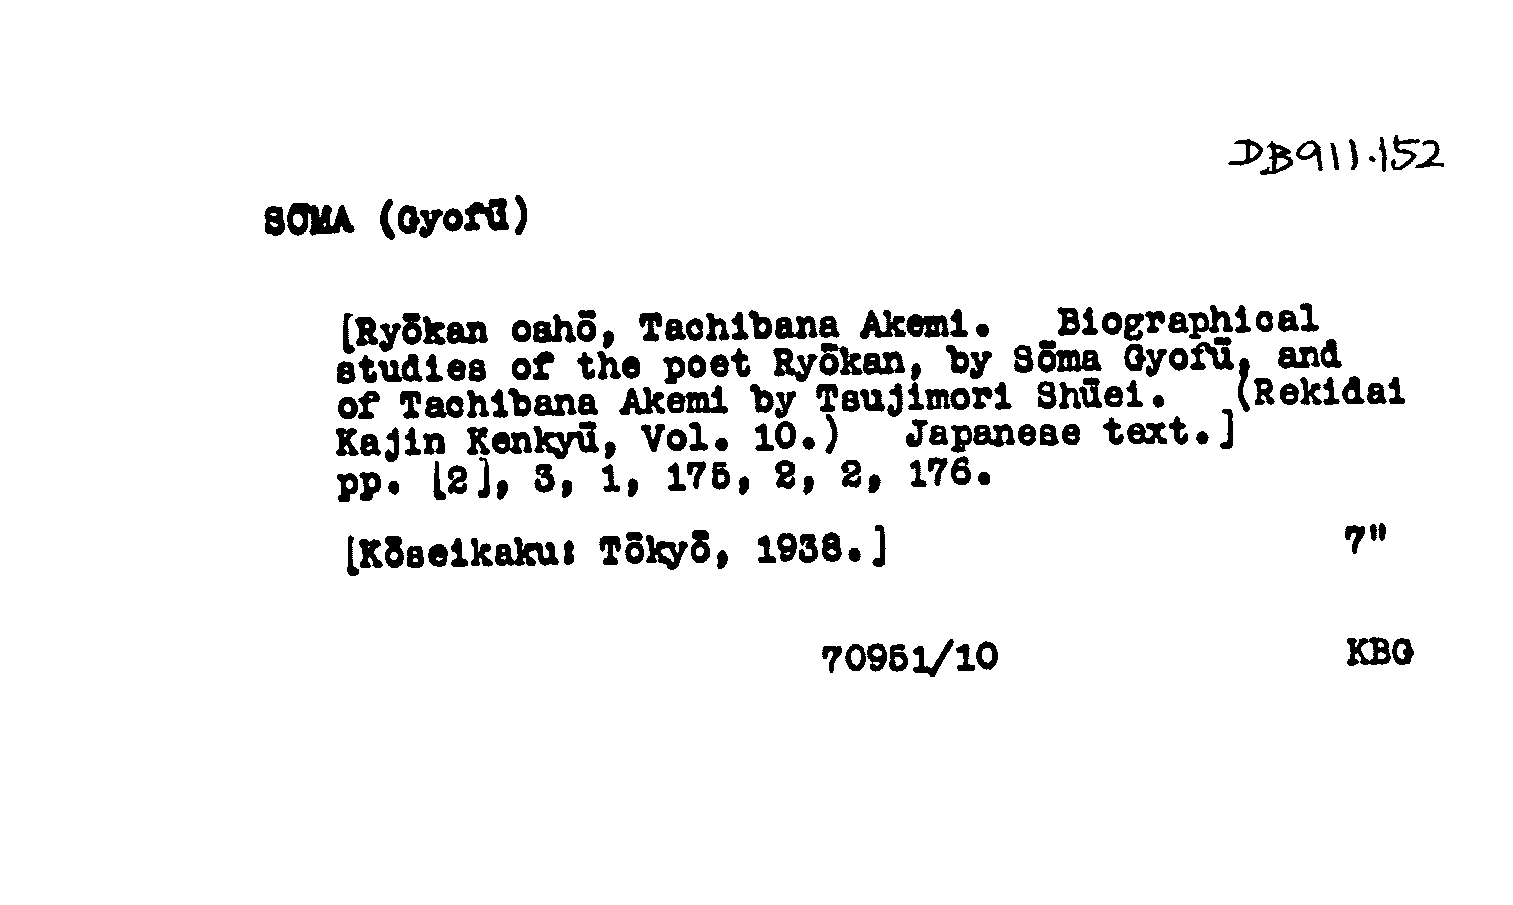 DB911.152
SŌMA (Gyofū)
[Ryōkan oshō, Tachibana Akemi. Biographical
studies of the poet Ryōkan, by Sōma Gyofū, and
of Tachibana Akemi by Tsujimori Shūei. (Rekidai
Kajin Kenkyū, Vol. 10.) Japanese text.]
pp. [2], 3, 1, 175, 2, 2, 176.
[Kōseikaku: Tōkyō, 1938.] 7"
70951/10 KBG